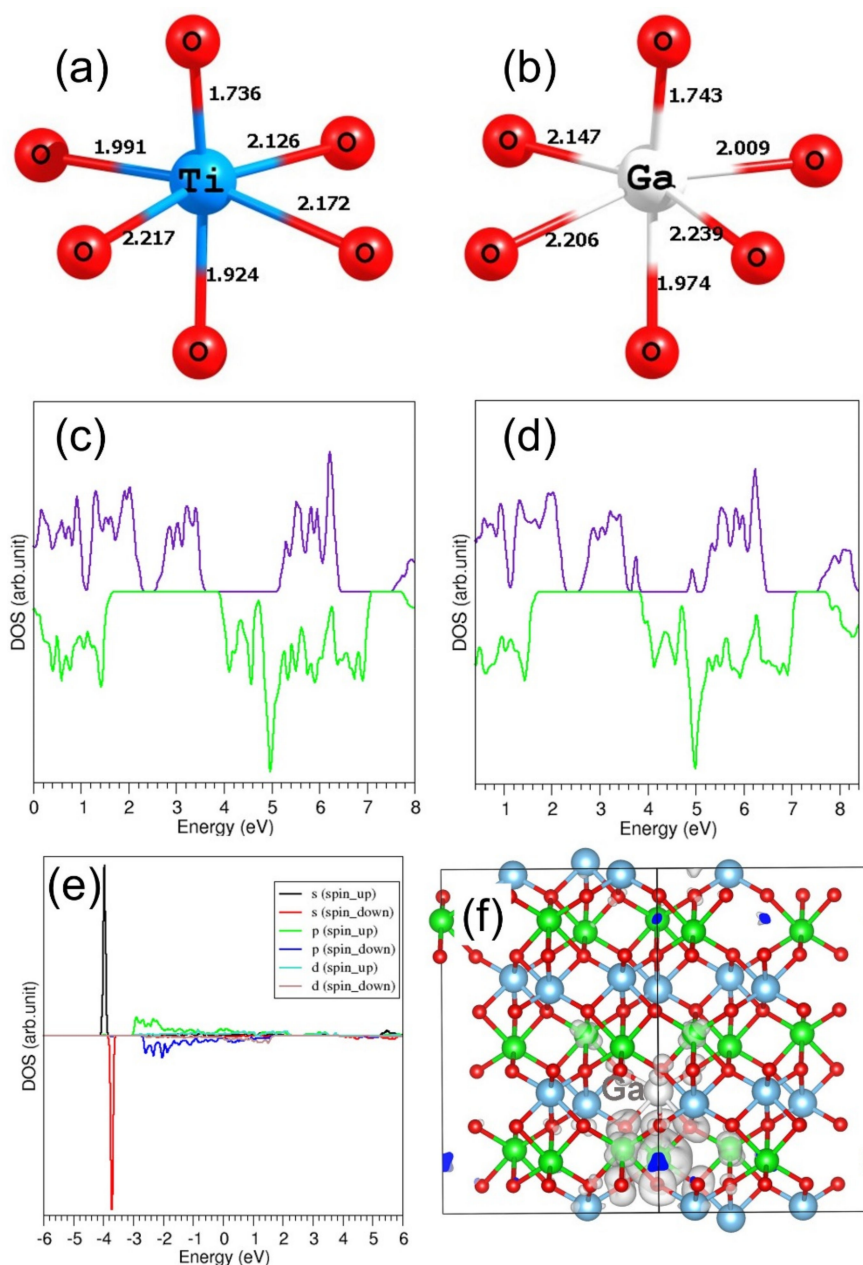 (a)
O
1.736
O
1.991
2.126
O
Ti
O
2.217
2.172
O
1.924
O
(b)
O
1.743
O
2.147
2.009
O
Ga
O
2.206
2.239
O
1.974
O
(c)
DOS (arb.unit)
0 1 2 3 4 5 6 7 8
Energy (eV)
(d)
DOS (arb.unit)
1 2 3 4 5 6 7 8
Energy (eV)
(e)
s (spin_up)
s (spin_down)
p (spin_up)
p (spin_down)
d (spin_up)
d (spin_down)
DOS (arb.unit)
-6 -5 -4 -3 -2 -1 0 1 2 3 4 5 6
Energy (eV)
(f)
Ga